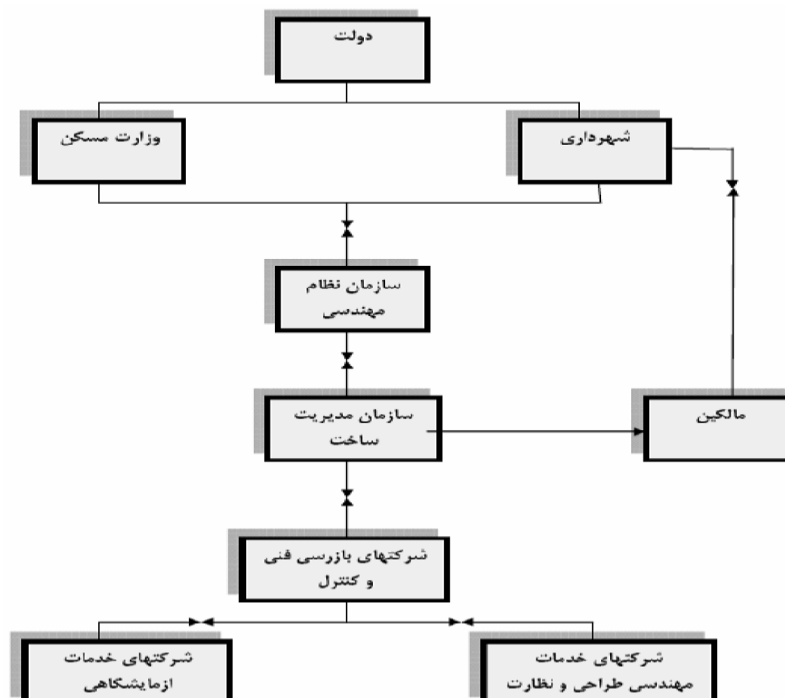 دولت
شهرداری
وزارت مسکن
سازمان نظام
مهندسی
سازمان مدیریت
ساخت
مالکین
شرکتهای بازرسی فنی
و کنترل
شرکتهای خدمات
مهندسی طراحی و نظارت
شرکتهای خدمات
ازمایشگاهی